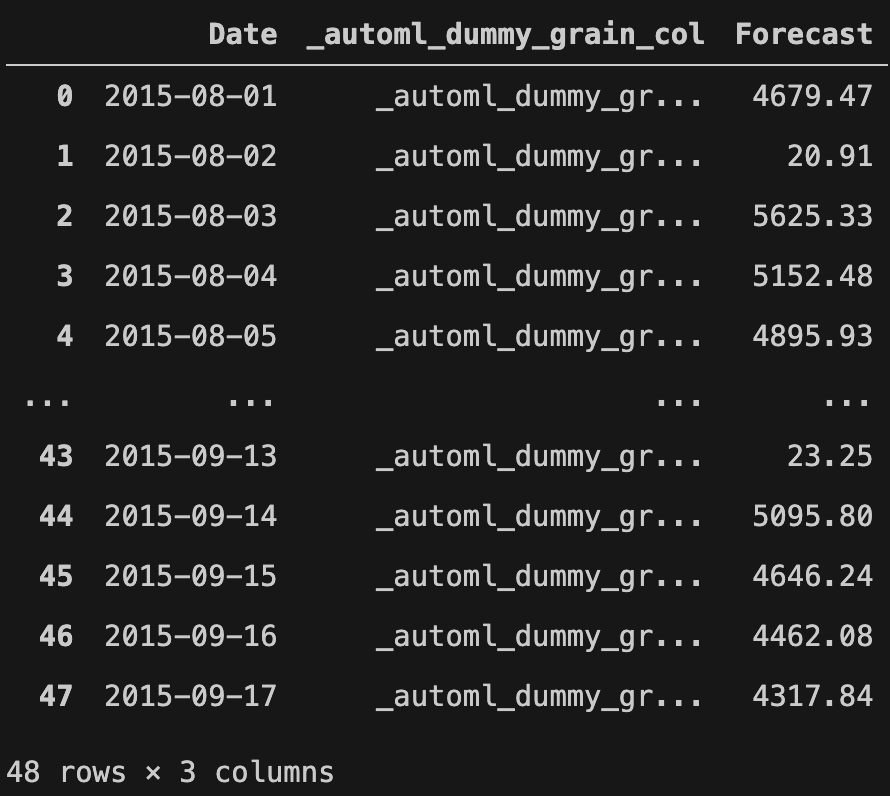 Date _automl_dummy_grain_col Forecast
0 2015-08-01 _automl_dummy_gr... 4679.47
1 2015-08-02 _automl_dummy_gr... 20.91
2 2015-08-03 _automl_dummy_gr... 5625.33
3 2015-08-04 _automl_dummy_gr... 5152.48
4 2015-08-05 _automl_dummy_gr... 4895.93
... ... ... ...
43 2015-09-13 _automl_dummy_gr... 23.25
44 2015-09-14 _automl_dummy_gr... 5095.80
45 2015-09-15 _automl_dummy_gr... 4646.24
46 2015-09-16 _automl_dummy_gr... 4462.08
47 2015-09-17 _automl_dummy_gr... 4317.84
48 rows × 3 columns